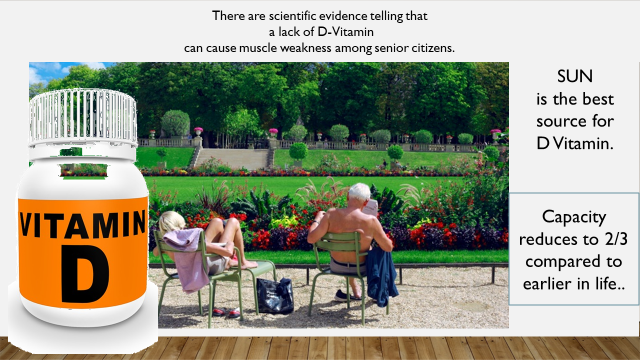 There are scientific evidence telling that
a lack of D-Vitamin
can cause muscle weakness among senior citizens.
SUN
is the best
source for
D Vitamin.
VITAMIN
D
Capacity
reduces to 2/3
compared to
earlier in life..